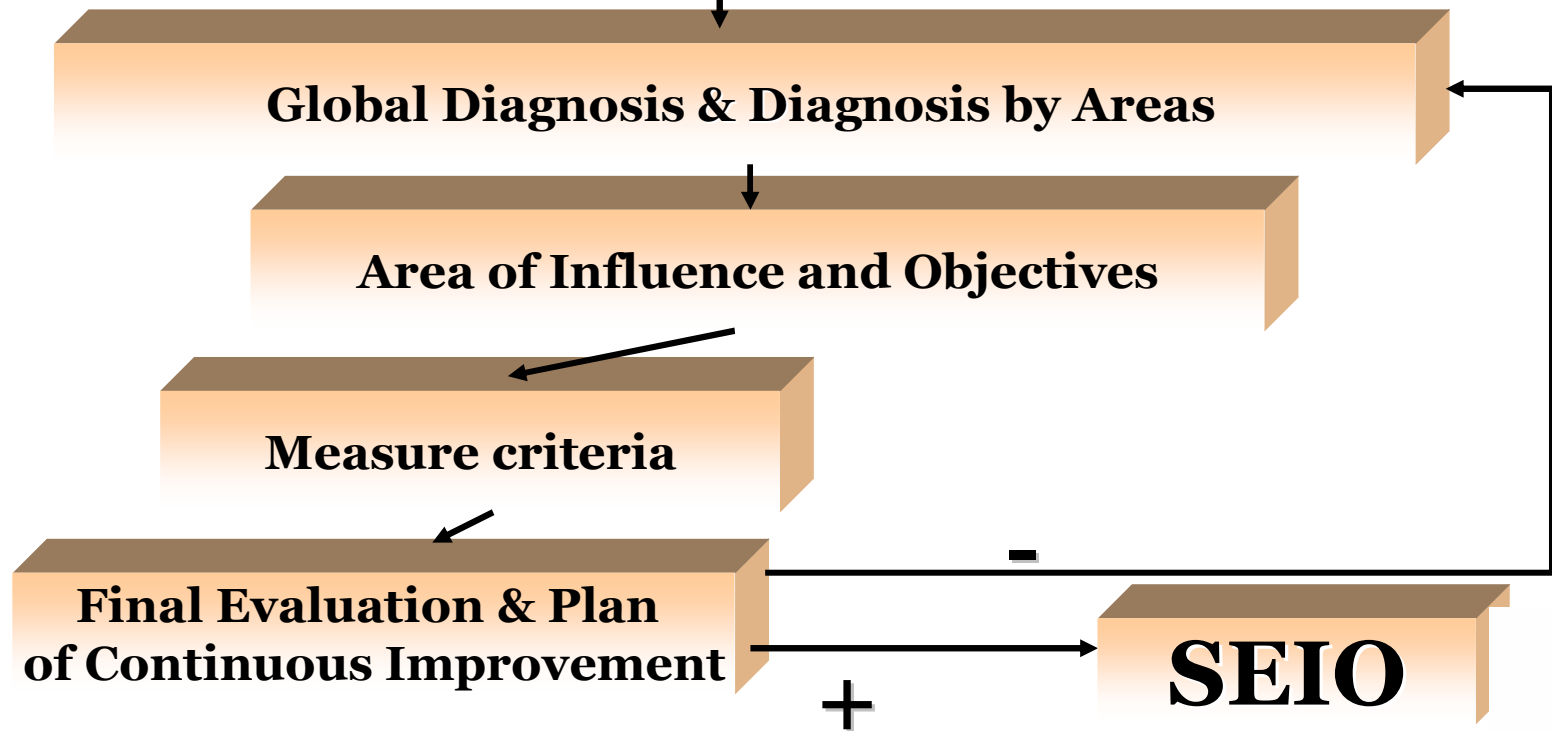 Global Diagnosis & Diagnosis by Areas
Area of Influence and Objectives
Measure criteria
-
Final Evaluation & Plan
of Continuous Improvement
SEIO
+